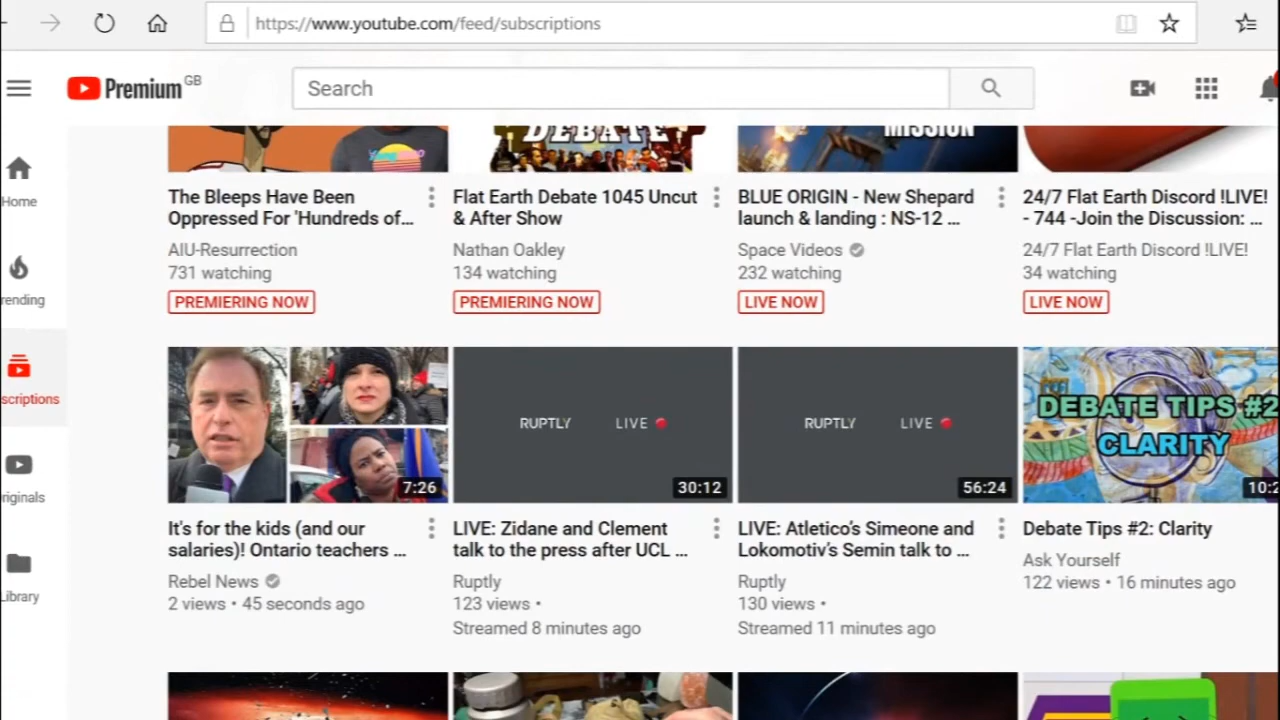 https://www.youtube.com/feed/subscriptions
Premium GB
Search
DEBATE
MISSION
Home
The Bleeps Have Been
Oppressed For 'Hundreds of...
AIU-Resurrection
731 watching
PREMIERING NOW
Flat Earth Debate 1045 Uncut
& After Show
Nathan Oakley
134 watching
PREMIERING NOW
BLUE ORIGIN - New Shepard
launch & landing : NS-12 ...
Space Videos
232 watching
LIVE NOW
24/7 Flat Earth Discord !LIVE!
- 744 -Join the Discussion: ...
24/7 Flat Earth Discord !LIVE!
34 watching
LIVE NOW
rending
scriptions
riginals
Library
7:26
It's for the kids (and our
salaries)! Ontario teachers ...
Rebel News
2 views • 45 seconds ago
RUPTLY LIVE
30:12
LIVE: Zidane and Clement
talk to the press after UCL ...
Ruptly
123 views •
Streamed 8 minutes ago
RUPTLY LIVE
56:24
LIVE: Atletico's Simeone and
Lokomotiv's Semin talk to ...
Ruptly
130 views •
Streamed 11 minutes ago
DEBATE TIPS #2
CLARITY
10:2
Debate Tips #2: Clarity
Ask Yourself
122 views • 16 minutes ago